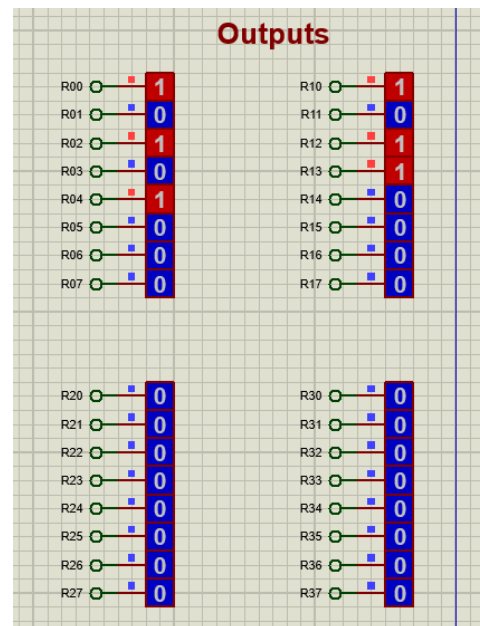 Outputs
R00 1 R10 1
R01 0 R11 0
R02 1 R12 1
R03 0 R13 1
R04 1 R14 0
R05 0 R15 0
R06 0 R16 0
R07 0 R17 0
R20 0 R30 0
R21 0 R31 0
R22 0 R32 0
R23 0 R33 0
R24 0 R34 0
R25 0 R35 0
R26 0 R36 0
R27 0 R37 0